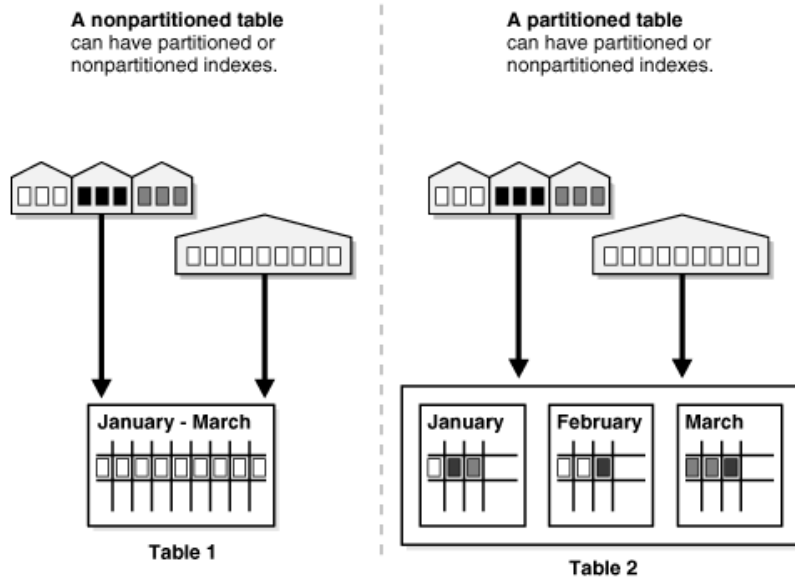 A nonpartitioned table
can have partitioned or
nonpartitioned indexes.
A partitioned table
can have partitioned or
nonpartitioned indexes.
January - March
Table 1
January
February
March
Table 2